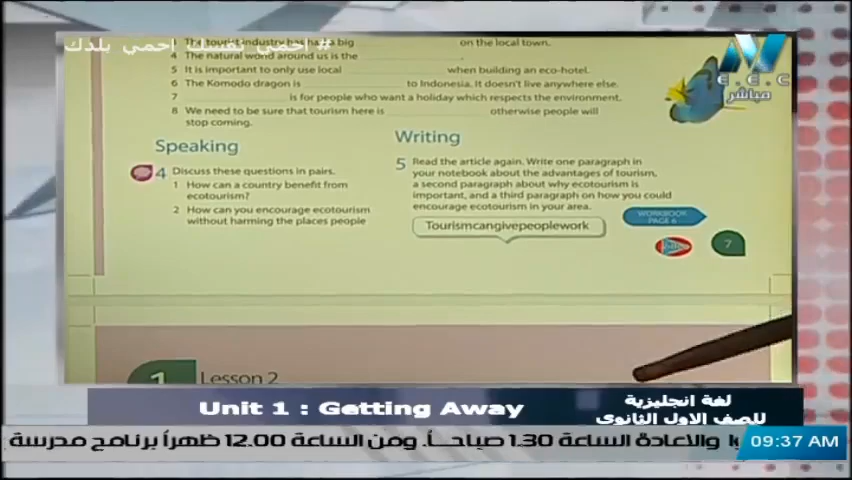 #احمي نفسك احمي بلدك
3 The tourist industry has had a big on the local town.
4 The natural world around us is the .
5 It is important to only use local when building an eco-hotel.
6 The Komodo dragon is to Indonesia. It doesn't live anywhere else.
7 is for people who want a holiday which respects the environment.
8 We need to be sure that tourism here is otherwise people will
stop coming.
E.E.C
مباشر
Speaking
4 Discuss these questions in pairs.
1 How can a country benefit from
ecotourism?
2 How can you encourage ecotourism
without harming the places people
Writing
5 Read the article again. Write one paragraph in
your notebook about the advantages of tourism,
a second paragraph about why ecotourism is
important, and a third paragraph on how you could
encourage ecotourism in your area.
Tourismcangivepeoplework
WORKBOOK
PAGE 6
7
1 Lesson 2
Unit 1 : Getting Away
لغة انجليزية
للصف الاول الثانوى
والاعادة الساعة 1.30 صباحــاً. ومن الساعة 12.00 ظهراً برنامج مدرسة
09:37 AM